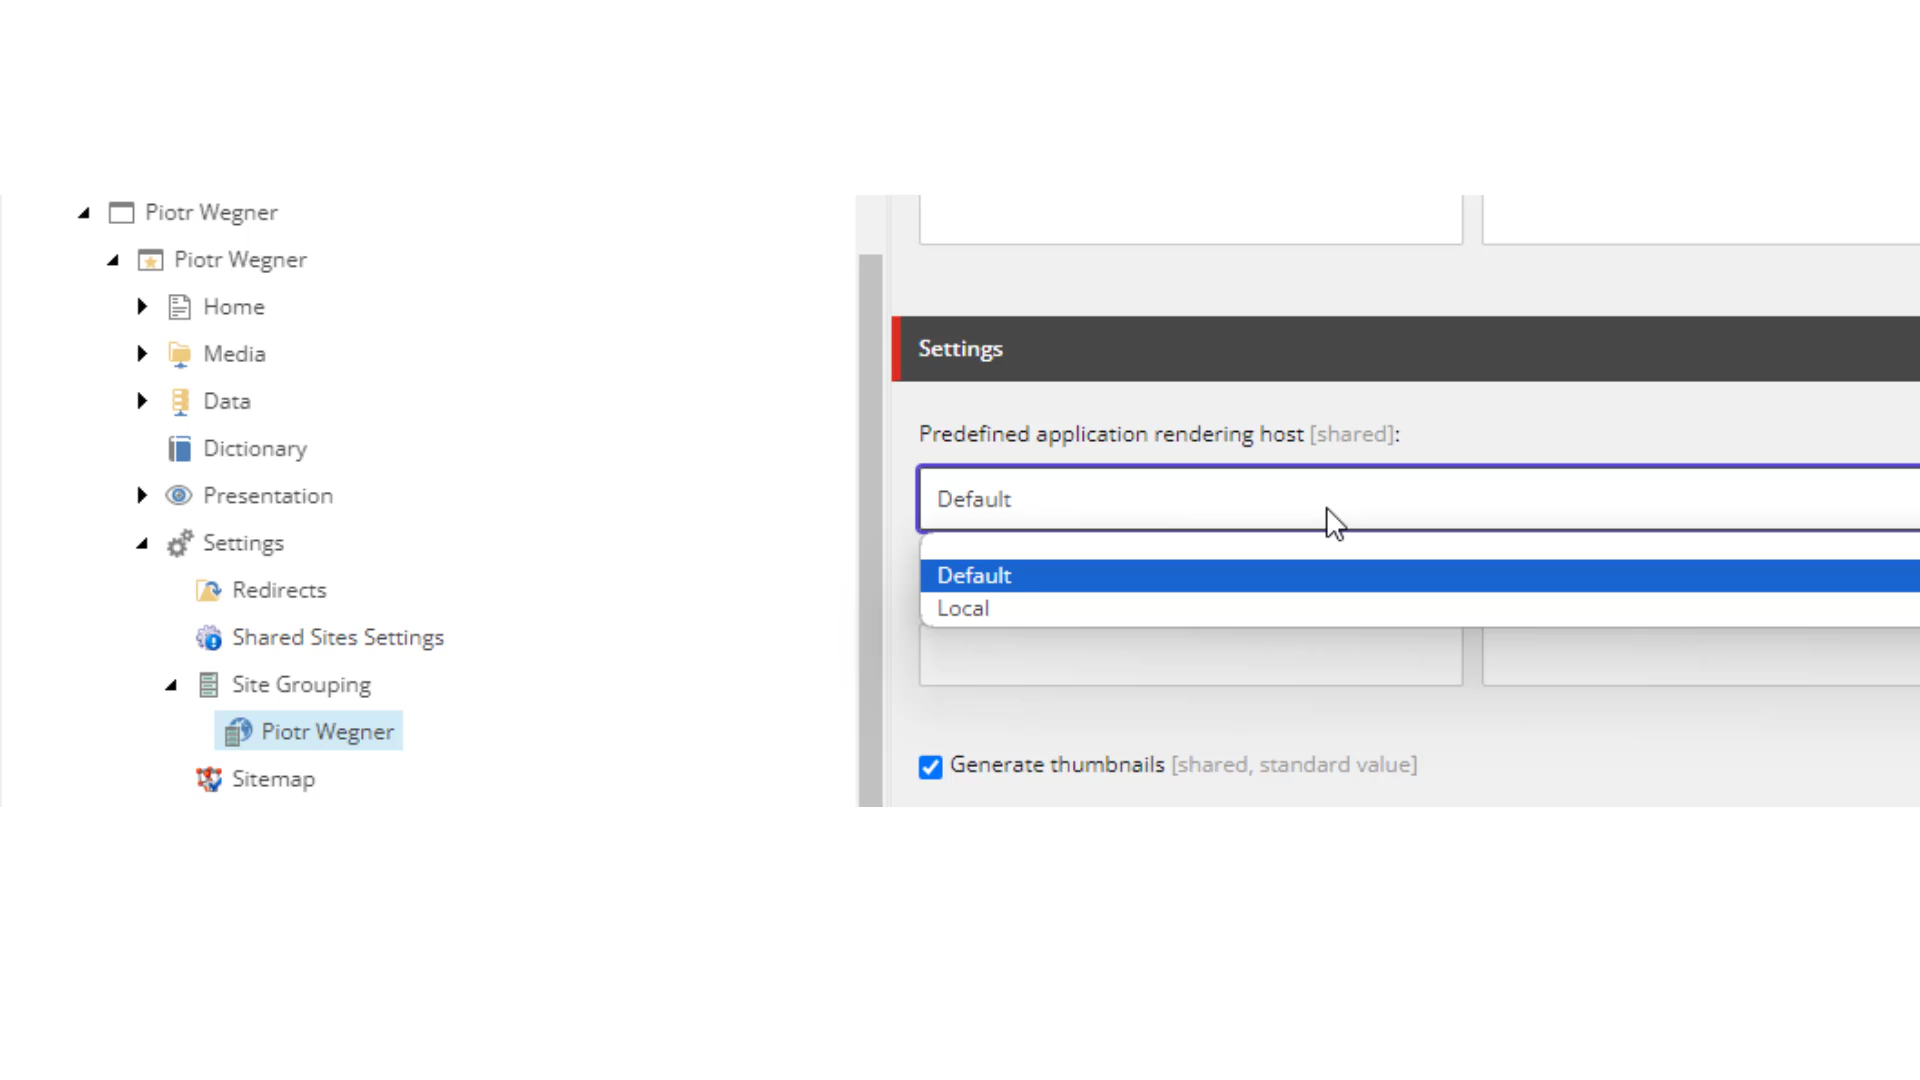 Piotr Wegner
Piotr Wegner
Home
Media
Data
Dictionary
Presentation
Settings
Redirects
Shared Sites Settings
Site Grouping
Piotr Wegner
Sitemap
Settings
Predefined application rendering host [shared]:
Default
Default
Local
Generate thumbnails [shared, standard value]